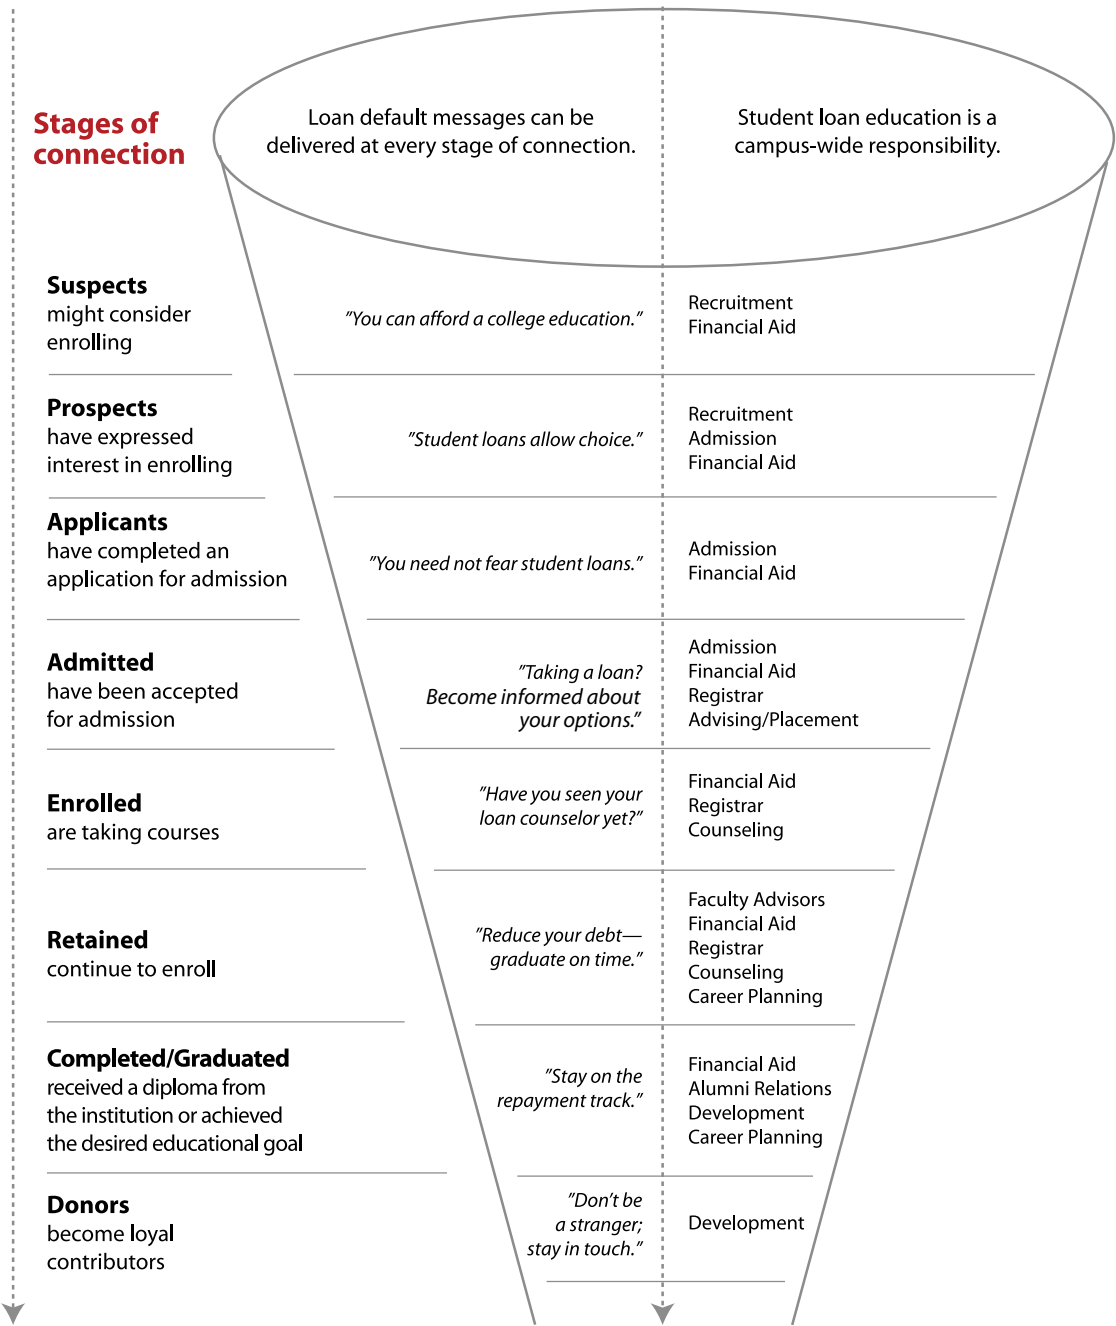 Stages of
connection
Loan default messages can be
delivered at every stage of connection.
Student loan education is a
campus-wide responsibility.
Suspects
might consider
enrolling
"You can afford a college education."
Recruitment
Financial Aid
Prospects
have expressed
interest in enrolling
"Student loans allow choice."
Recruitment
Admission
Financial Aid
Applicants
have completed an
application for admission
"You need not fear student loans."
Admission
Financial Aid
Admitted
have been accepted
for admission
"Taking a loan?
Become informed about
your options."
Admission
Financial Aid
Registrar
Advising/Placement
Enrolled
are taking courses
"Have you seen your
loan counselor yet?"
Financial Aid
Registrar
Counseling
Retained
continue to enroll
"Reduce your debt—
graduate on time."
Faculty Advisors
Financial Aid
Registrar
Counseling
Career Planning
Completed/Graduated
received a diploma from
the institution or achieved
the desired educational goal
"Stay on the
repayment track."
Financial Aid
Alumni Relations
Development
Career Planning
Donors
become loyal
contributors
"Don't be
a stranger;
stay in touch."
Development